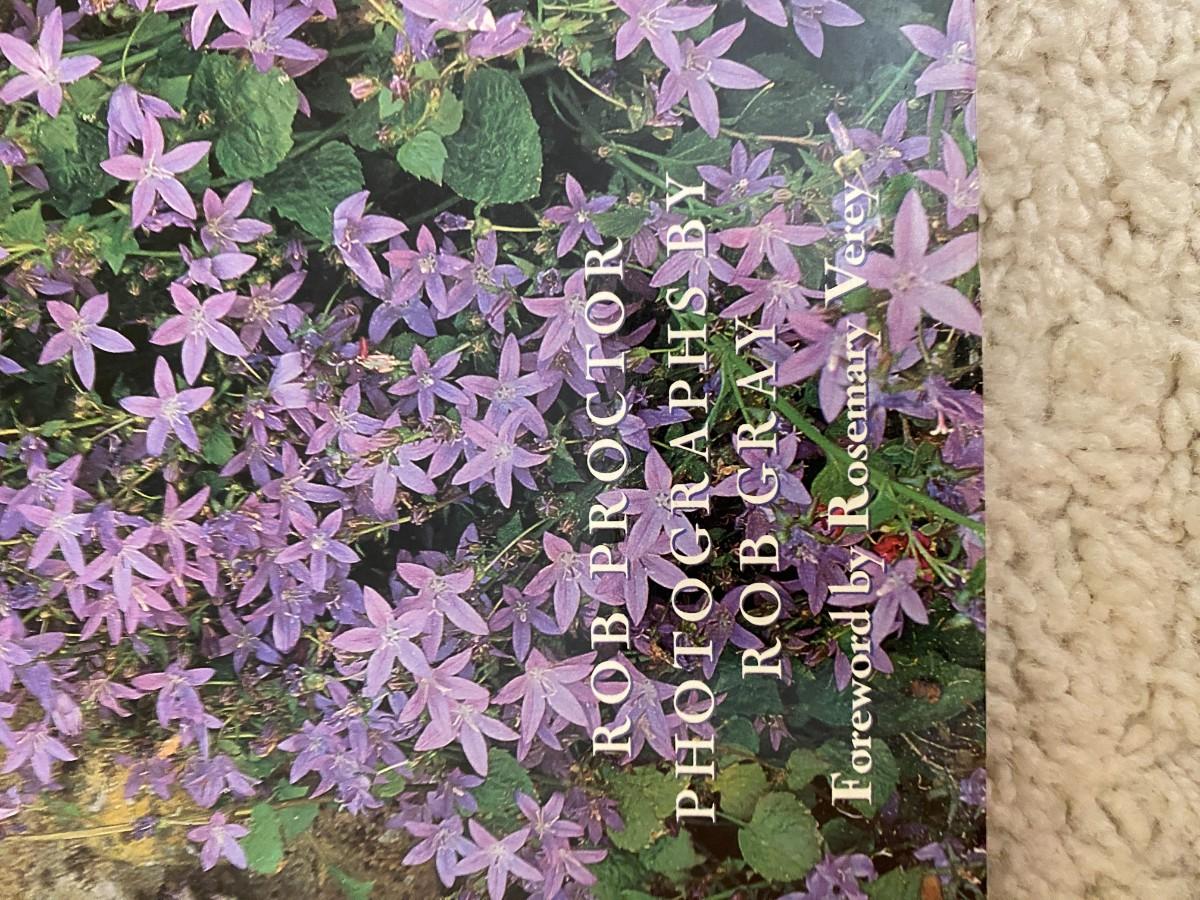 ROB PROCTOR
PHOTOGRAPHS BY
ROB GRAY
Foreword by Rosemary Verey